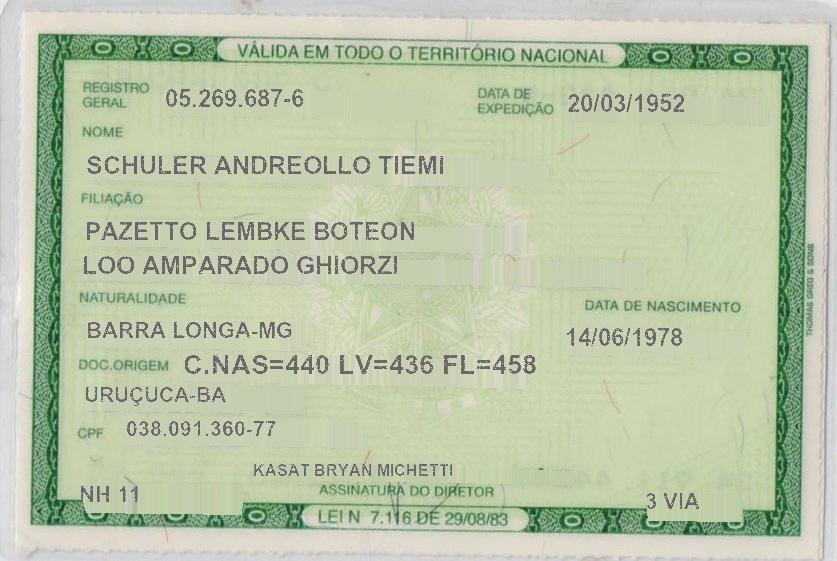 VÁLIDA EM TODO O TERRITÓRIO NACIONAL
REGISTRO GERAL 05.269.687-6 DATA DE EXPEDIÇÃO 20/03/1952
NOME
SCHULER ANDREOLLO TIEMI
FILIAÇÃO
PAZETTO LEMBKE BOTEON
LOO AMPARADO GHIORZI
NATURALIDADE DATA DE NASCIMENTO
BARRA LONGA-MG 14/06/1978
DOC.ORIGEM C.NAS=440 LV=436 FL=458
URUÇUCA-BA
CPF 038.091.360-77
KASAT BRYAN MICHETTI
NH 11 ASSINATURA DO DIRETOR 3 VIA
LEI N 7.116 DE 29/08/83
THOMAS GREG & SONS